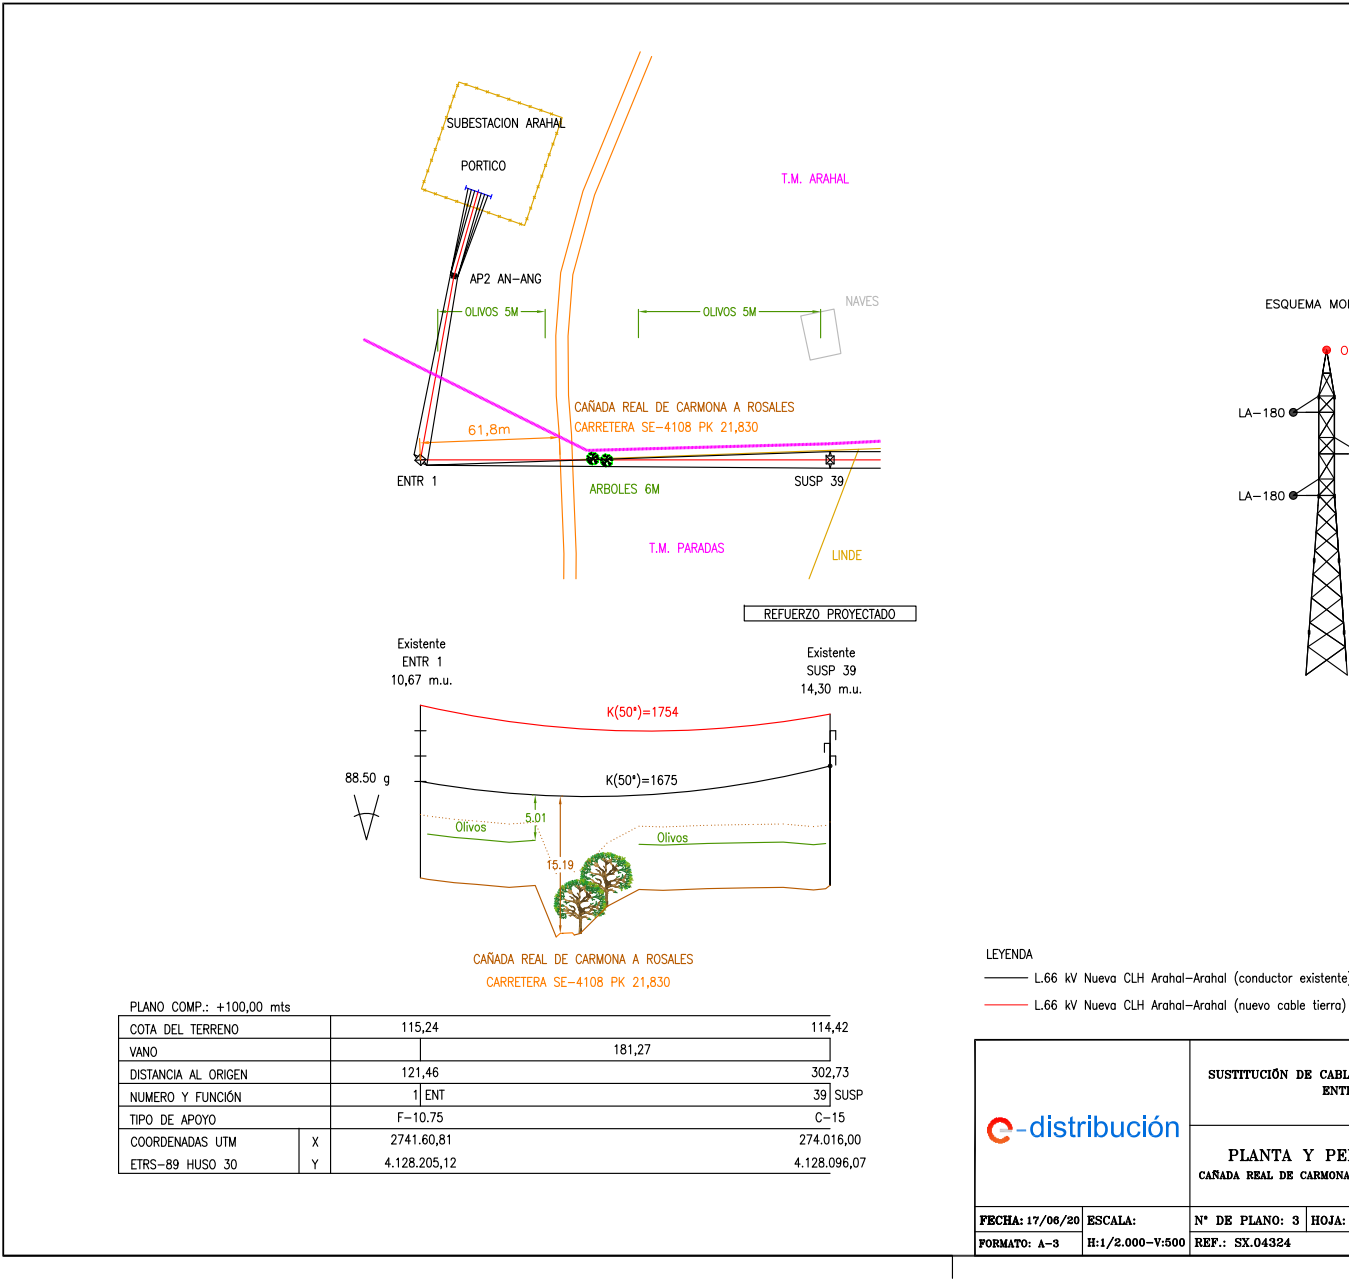 SUBESTACION ARAHAL
PORTICO
T.M. ARAHAL
AP2 AN-ANG
OLIVOS 5M
OLIVOS 5M
NAVES
CAÑADA REAL DE CARMONA A ROSALES
CARRETERA SE-4108 PK 21,830
61,8m
ENTR 1
ARBOLES 6M
SUSP 39
T.M. PARADAS
LINDE
ESQUEMA
LA-180
LA-180
REFUERZO PROYECTADO
Existente
ENTR 1
10,67 m.u.
Existente
SUSP 39
14,30 m.u.
K(50°)=1754
K(50°)=1675
88.50 g
Olivos
5.01
Olivos
15.19
CAÑADA REAL DE CARMONA A ROSALES
CARRETERA SE-4108 PK 21,830
LEYENDA
L.66 kV Nueva CLH Arahal-Arahal (conductor existente)
L.66 kV Nueva CLH Arahal-Arahal (nuevo cable tierra)
PLANO COMP.: +100,00 mts
COTA DEL TERRENO 115,24 114,42
VANO 181,27
DISTANCIA AL ORIGEN 121,46 302,73
NUMERO Y FUNCIÓN 1 ENT 39 SUSP
TIPO DE APOYO F-10.75 C-15
COORDENADAS UTM X 2741.60,81 274.016,00
ETRS-89 HUSO 30 Y 4.128.205,12 4.128.096,07
e-distribución
SUSTITUCIÓN DE
PLANTA Y
CAÑADA REAL DE CARMONA
FECHA: 17/06/20 ESCALA: N° DE PLANO: 3 HOJA:
FORMATO: A-3 H:1/2.000-V:500 REF.: SX.04324